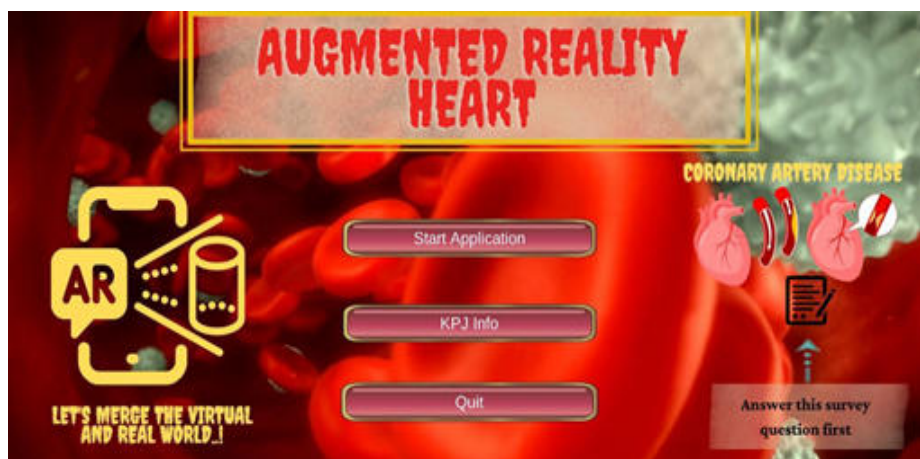 AUGMENTED REALITY
HEART
CORONARY ARTERY DISEASE
Start Application
AR
KPJ Info
Quit
LET'S MERGE THE VIRTUAL
AND REAL WORLD..!
Answer this survey
question first